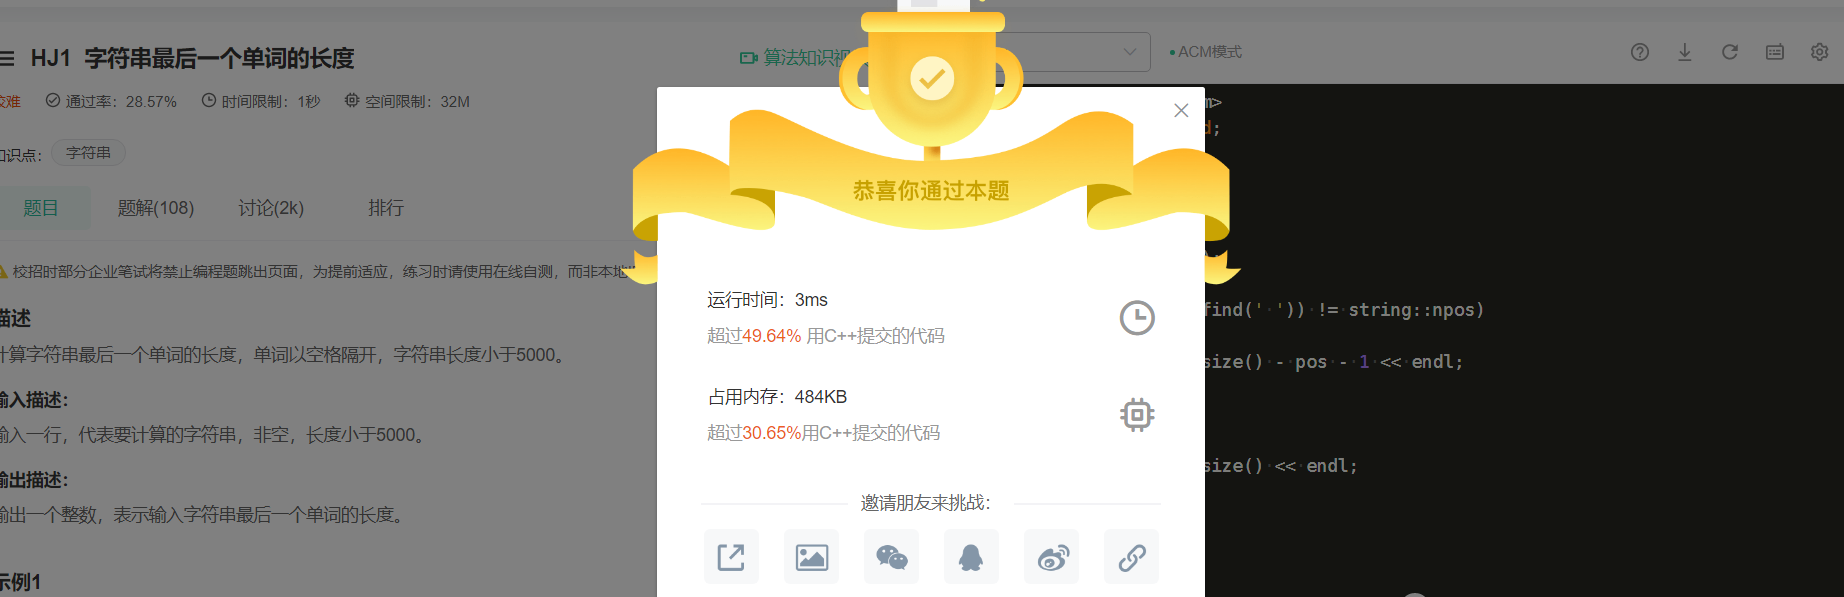 HJ1 字符串最后一个单词的长度
算法知识视
ACM模式
较难 通过率：28.57% 时间限制：1秒 空间限制：32M
知识点： 字符串
题目 题解(108) 讨论(2k) 排行
校招时部分企业笔试将禁止编程题跳出页面，为提前适应，练习时请使用在线自测，而非本地
描述
计算字符串最后一个单词的长度，单词以空格隔开，字符串长度小于5000。
输入描述：
输入一行，代表要计算的字符串，非空，长度小于5000。
输出描述：
输出一个整数，表示输入字符串最后一个单词的长度。
示例1
恭喜你通过本题
运行时间：3ms
超过49.64% 用C++提交的代码
占用内存：484KB
超过30.65%用C++提交的代码
邀请朋友来挑战：
m>
d;
find(' ')) != string::npos)
size() - pos - 1 << endl;
size() << endl;